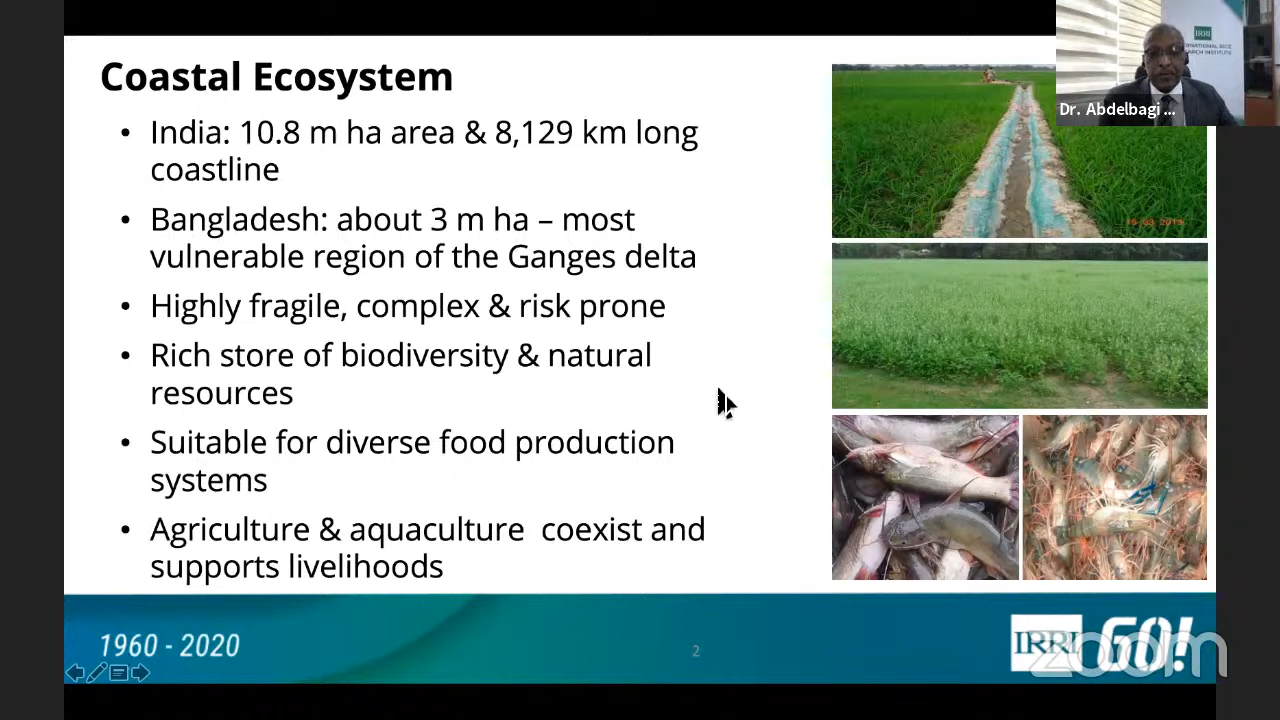 Coastal Ecosystem
• India: 10.8 m ha area & 8,129 km long
coastline
• Bangladesh: about 3 m ha – most
vulnerable region of the Ganges delta
• Highly fragile, complex & risk prone
• Rich store of biodiversity & natural
resources
• Suitable for diverse food production
systems
• Agriculture & aquaculture  coexist and
supports livelihoods
IRRI
Dr. Abdelbagi ...
1960 - 2020
2
IRRI GO!
zoom